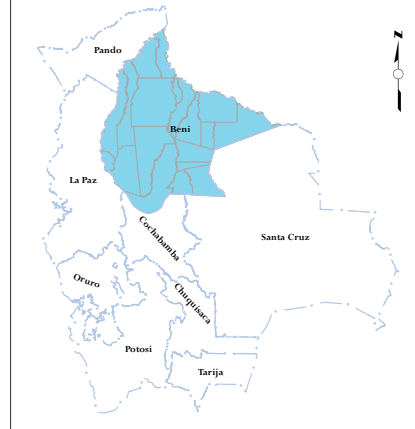 N
Pando
Beni
La Paz
Cochabamba
Santa Cruz
Oruro
Chuquisaca
Potosi
Tarija